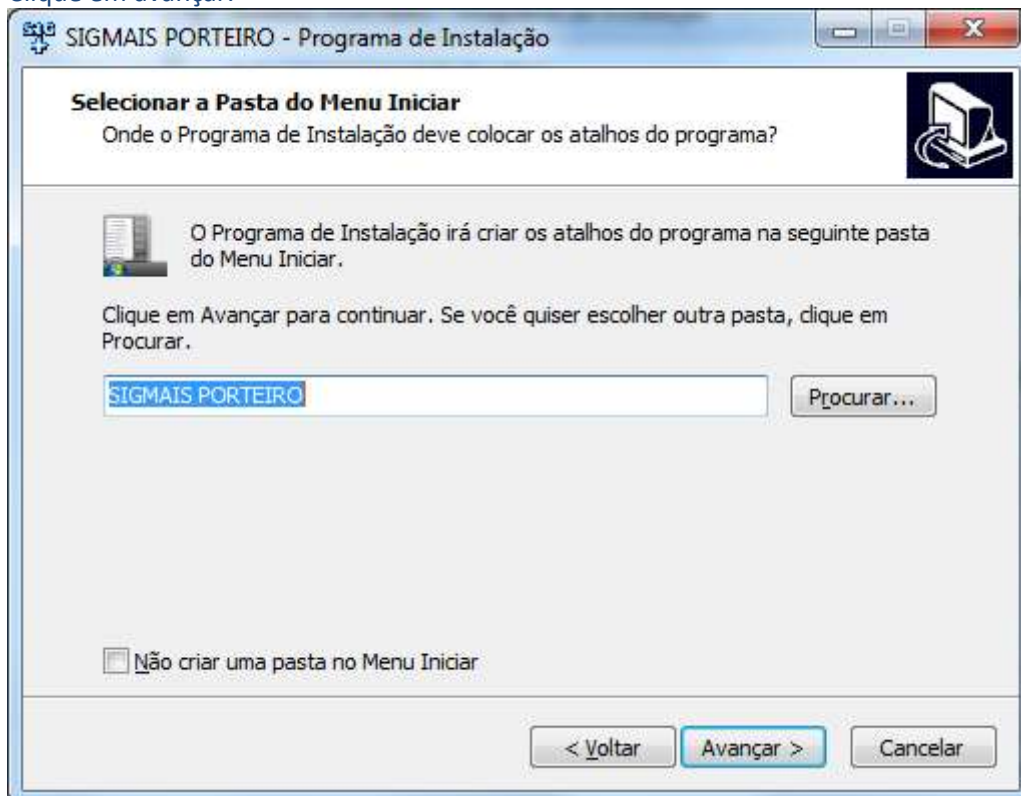 Clique em avançar.
SIGMAIS PORTEIRO - Programa de Instalação
Selecionar a Pasta do Menu Iniciar
Onde o Programa de Instalação deve colocar os atalhos do programa?
O Programa de Instalação irá criar os atalhos do programa na seguinte pasta
do Menu Iniciar.
Clique em Avançar para continuar. Se você quiser escolher outra pasta, clique em
Procurar.
SIGMAIS PORTEIRO
Procurar...
Não criar uma pasta no Menu Iniciar
< Voltar
Avançar >
Cancelar